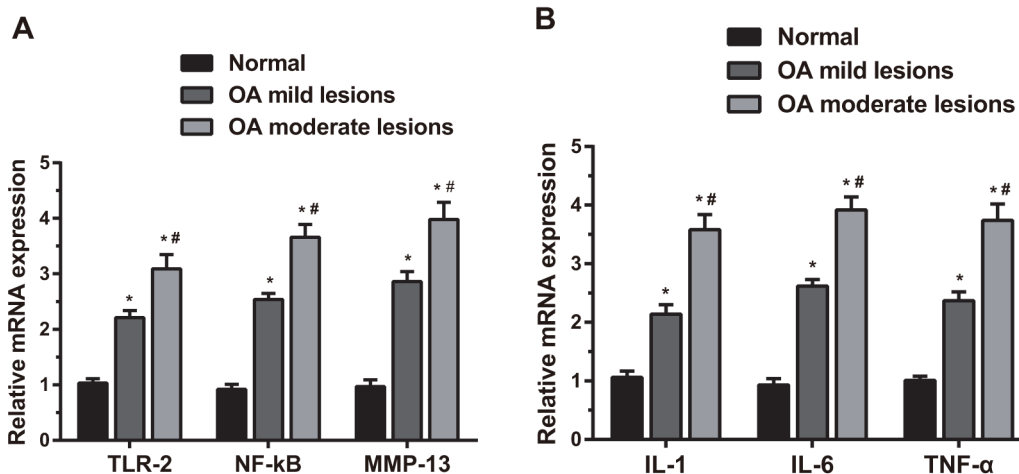 A
Normal
OA mild lesions
OA moderate lesions
Relative mRNA expression
5
4
3
2
1
0
* * #
* * #
* * #
TLR-2 NF-kB MMP-13
B
Normal
OA mild lesions
OA moderate lesions
Relative mRNA expression
5
4
3
2
1
0
* * #
* * #
* * #
IL-1 IL-6 TNF-α